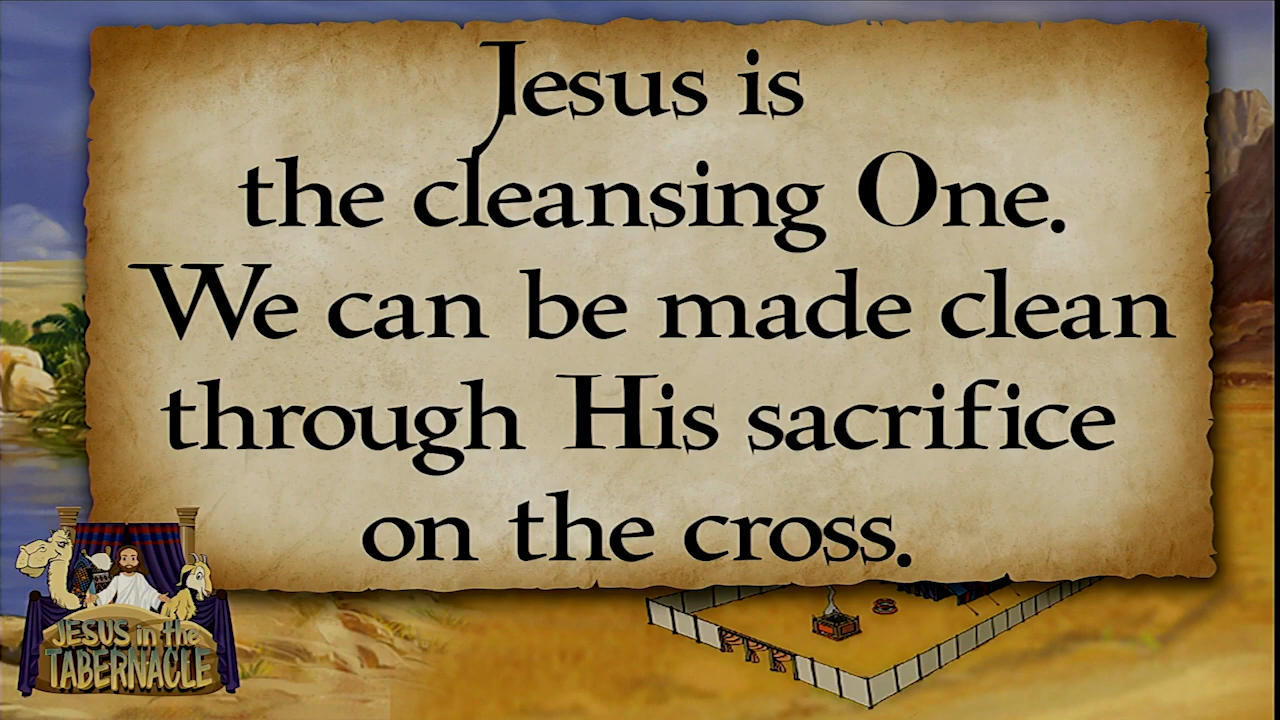 Jesus is
the cleansing One.
We can be made clean
through His sacrifice
on the cross.
JESUS in the
TABERNACLE